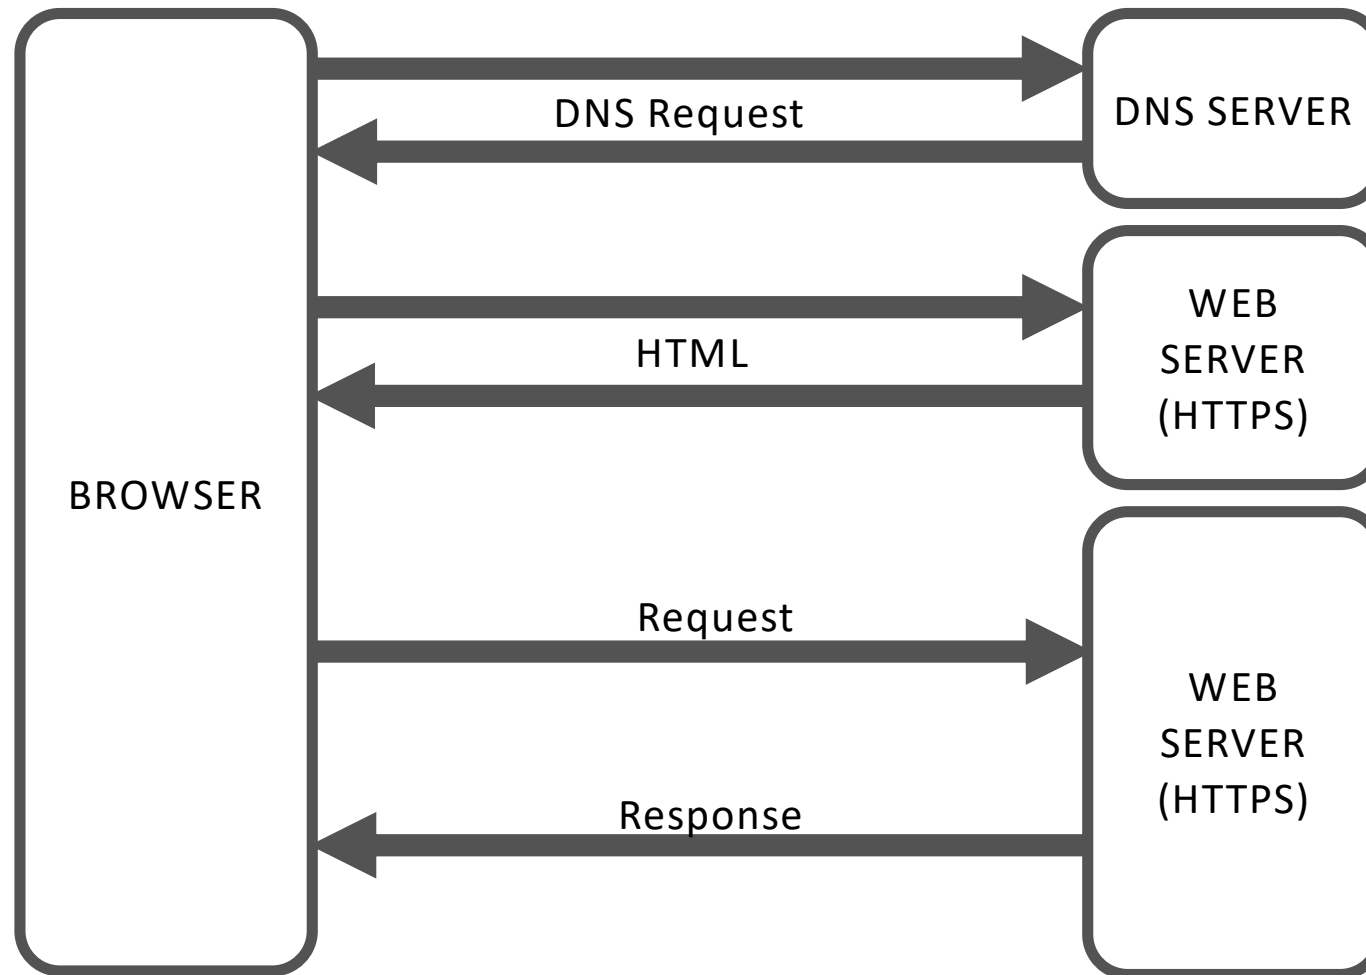 DNS Request
DNS SERVER
HTML
WEB
SERVER
(HTTPS)
BROWSER
Request
Response
WEB
SERVER
(HTTPS)